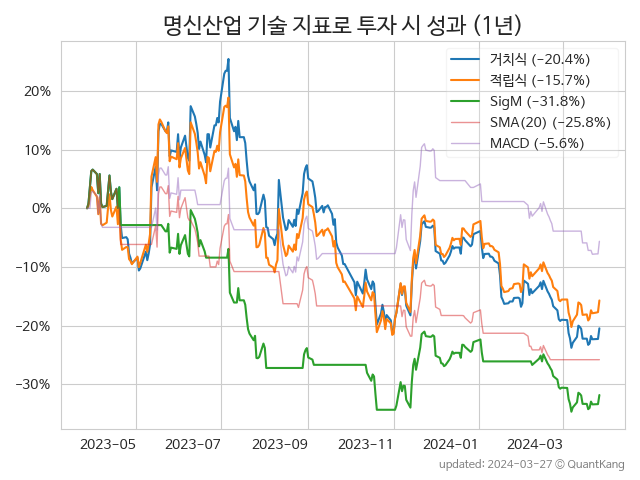 명신산업 기술 지표로 투자 시 성과 (1년)
거치식 (−20.4%)
적립식 (−15.7%)
SigM (−31.8%)
SMA(20) (−25.8%)
MACD (−5.6%)
20%
10%
0%
−10%
−20%
−30%
2023-05 2023-07 2023-09 2023-11 2024-01 2024-03
updated: 2024-03-27 © QuantKang